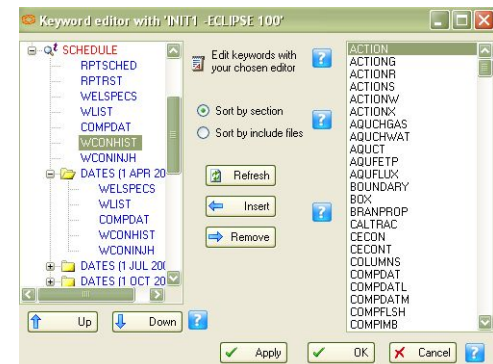 Keyword editor with 'INIT1 -ECLIPSE 100'
SCHEDULE
RPTSCHED
RPTRST
WELSPECS
WLIST
COMPDAT
WCONHIST
WCONINJH
DATES (1 APR 20
WELSPECS
WLIST
COMPDAT
WCONHIST
WCONINJH
DATES (1 JUL 200
DATES (1 OCT 20
Up
Down
Edit keywords with
your chosen editor
Sort by section
Sort by include files
Refresh
Insert
Remove
ACTION
ACTIONG
ACTIONR
ACTIONS
ACTIONW
ACTIONX
AQUCHGAS
AQUCHWAT
AQUCT
AQUFETP
AQUFLUX
BOUNDARY
BOX
BRANPROP
CALTRAC
CECON
CECONT
COLUMNS
COMPDAT
COMPDATL
COMPDATM
COMPFLSH
COMPIMB
Apply
OK
Cancel